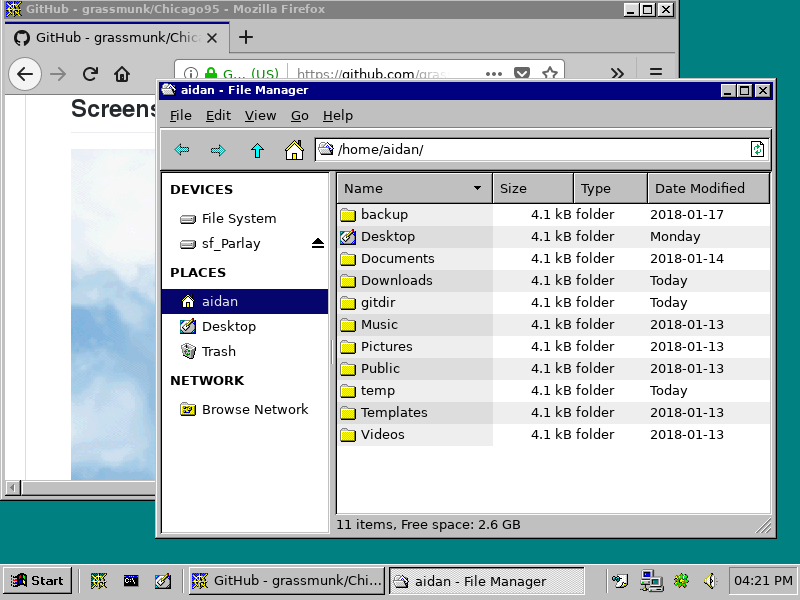 GitHub - grassmunk/Chicago95 - Mozilla Firefox
GitHub - grassmunk/Chic
G... (US) https://github.com/gras
Screens
aidan - File Manager
File Edit View Go Help
/home/aidan/
DEVICES
File System
sf_Parlay
PLACES
aidan
Desktop
Trash
NETWORK
Browse Network
Name Size Type Date Modified
backup 4.1 kB folder 2018-01-17
Desktop 4.1 kB folder Monday
Documents 4.1 kB folder 2018-01-14
Downloads 4.1 kB folder Today
gitdir 4.1 kB folder Today
Music 4.1 kB folder 2018-01-13
Pictures 4.1 kB folder 2018-01-13
Public 4.1 kB folder 2018-01-13
temp 4.1 kB folder Today
Templates 4.1 kB folder 2018-01-13
Videos 4.1 kB folder 2018-01-13
11 items, Free space: 2.6 GB
Start GitHub - grassmunk/Chi... aidan - File Manager 04:21 PM